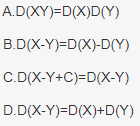 A.D(XY)=D(X)D(Y)
B.D(X-Y)=D(X)-D(Y)
C.D(X-Y+C)=D(X-Y)
D.D(X-Y)=D(X)+D(Y)